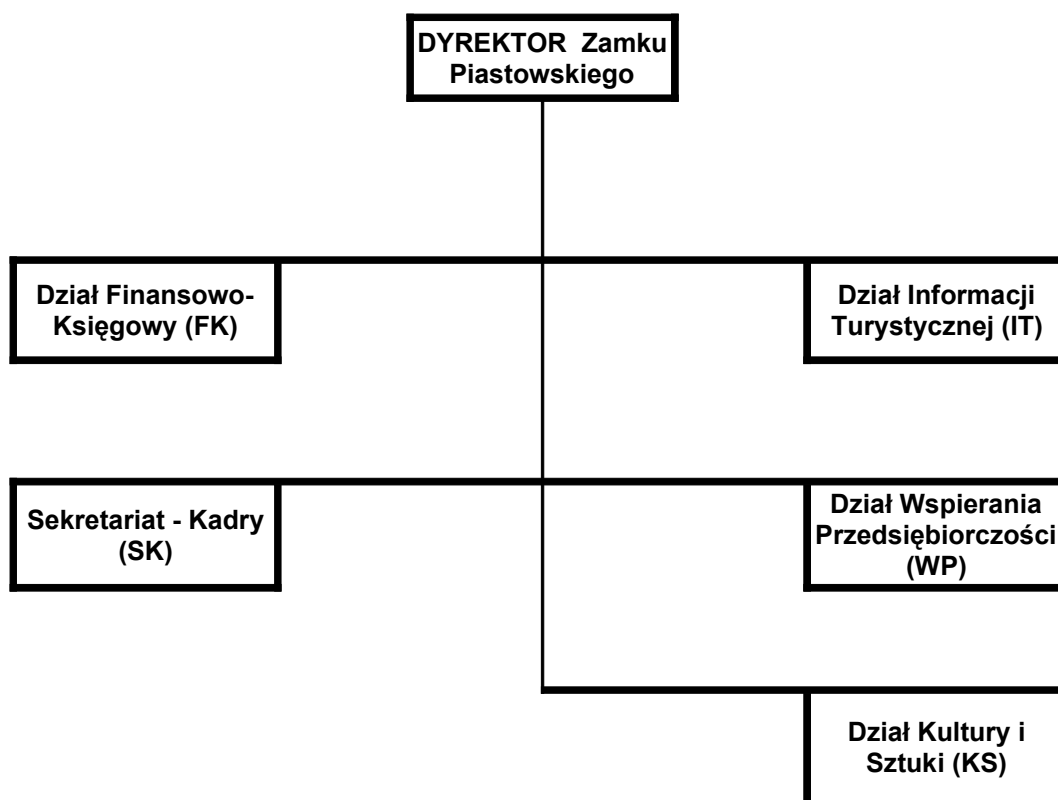 DYREKTOR Zamku
Piastowskiego
Dział Finansowo-
Księgowy (FK)
Dział Informacji
Turystycznej (IT)
Sekretariat - Kadry
(SK)
Dział Wspierania
Przedsiębiorczości
(WP)
Dział Kultury i
Sztuki (KS)